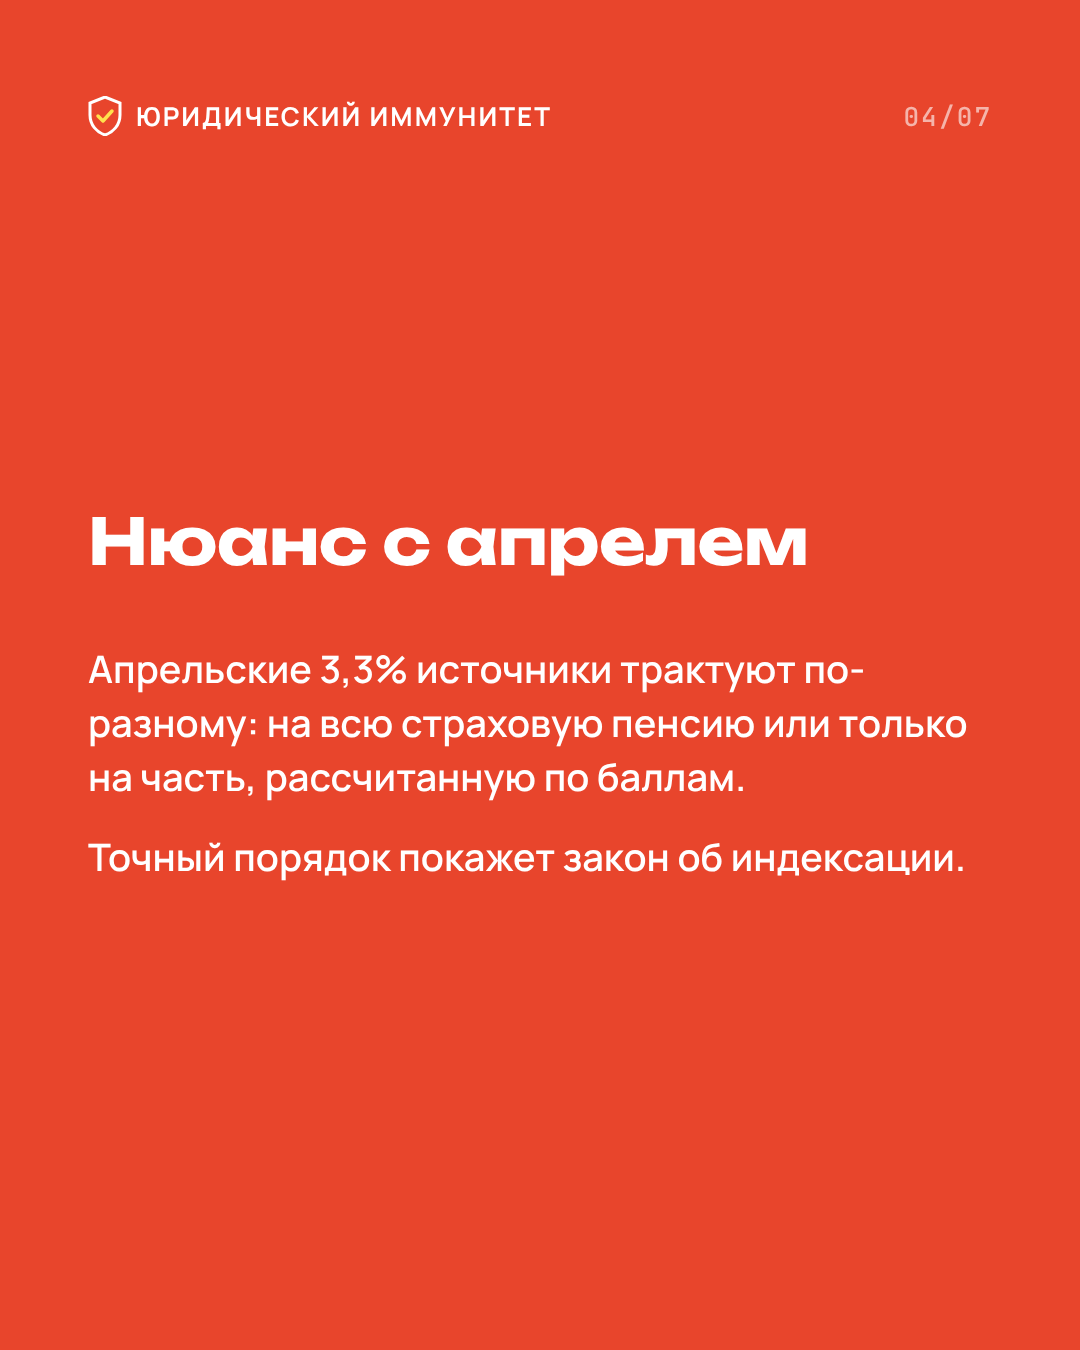 ЮРИДИЧЕСКИЙ ИММУНИТЕТ
04/07
Нюанс с апрелем
Апрельские 3,3% источники трактуют по-
разному: на всю страховую пенсию или только
на часть, рассчитанную по баллам.
Точный порядок покажет закон об индексации.